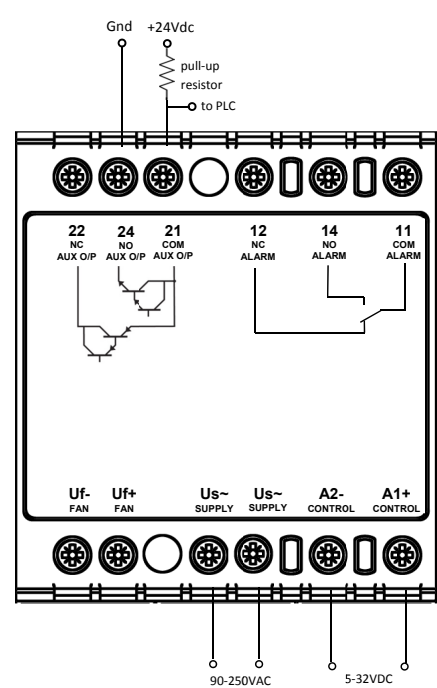 Gnd +24Vdc
pull-up
resistor
to PLC
22 24 21 12 14 11
NC NO COM NC NO COM
AUX O/P AUX O/P AUX O/P ALARM ALARM ALARM
Uf- Uf+ Us~ Us~ A2- A1+
FAN FAN SUPPLY SUPPLY CONTROL CONTROL
90-250VAC 5-32VDC